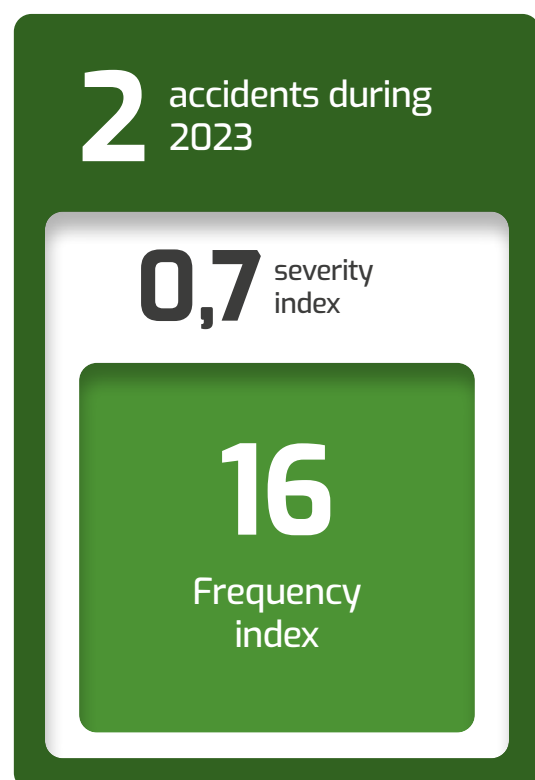 2
accidents during
2023
0,7
severity
index
16
Frequency
index